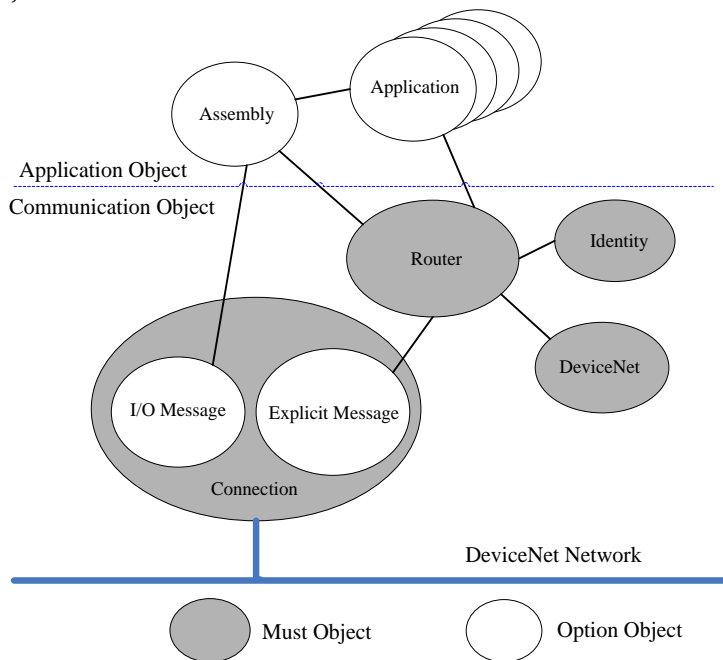 Application
Assembly
Application Object
Communication Object
Identity
Router
DeviceNet
I/O Message
Explicit Message
Connection
DeviceNet Network
Must Object
Option Object